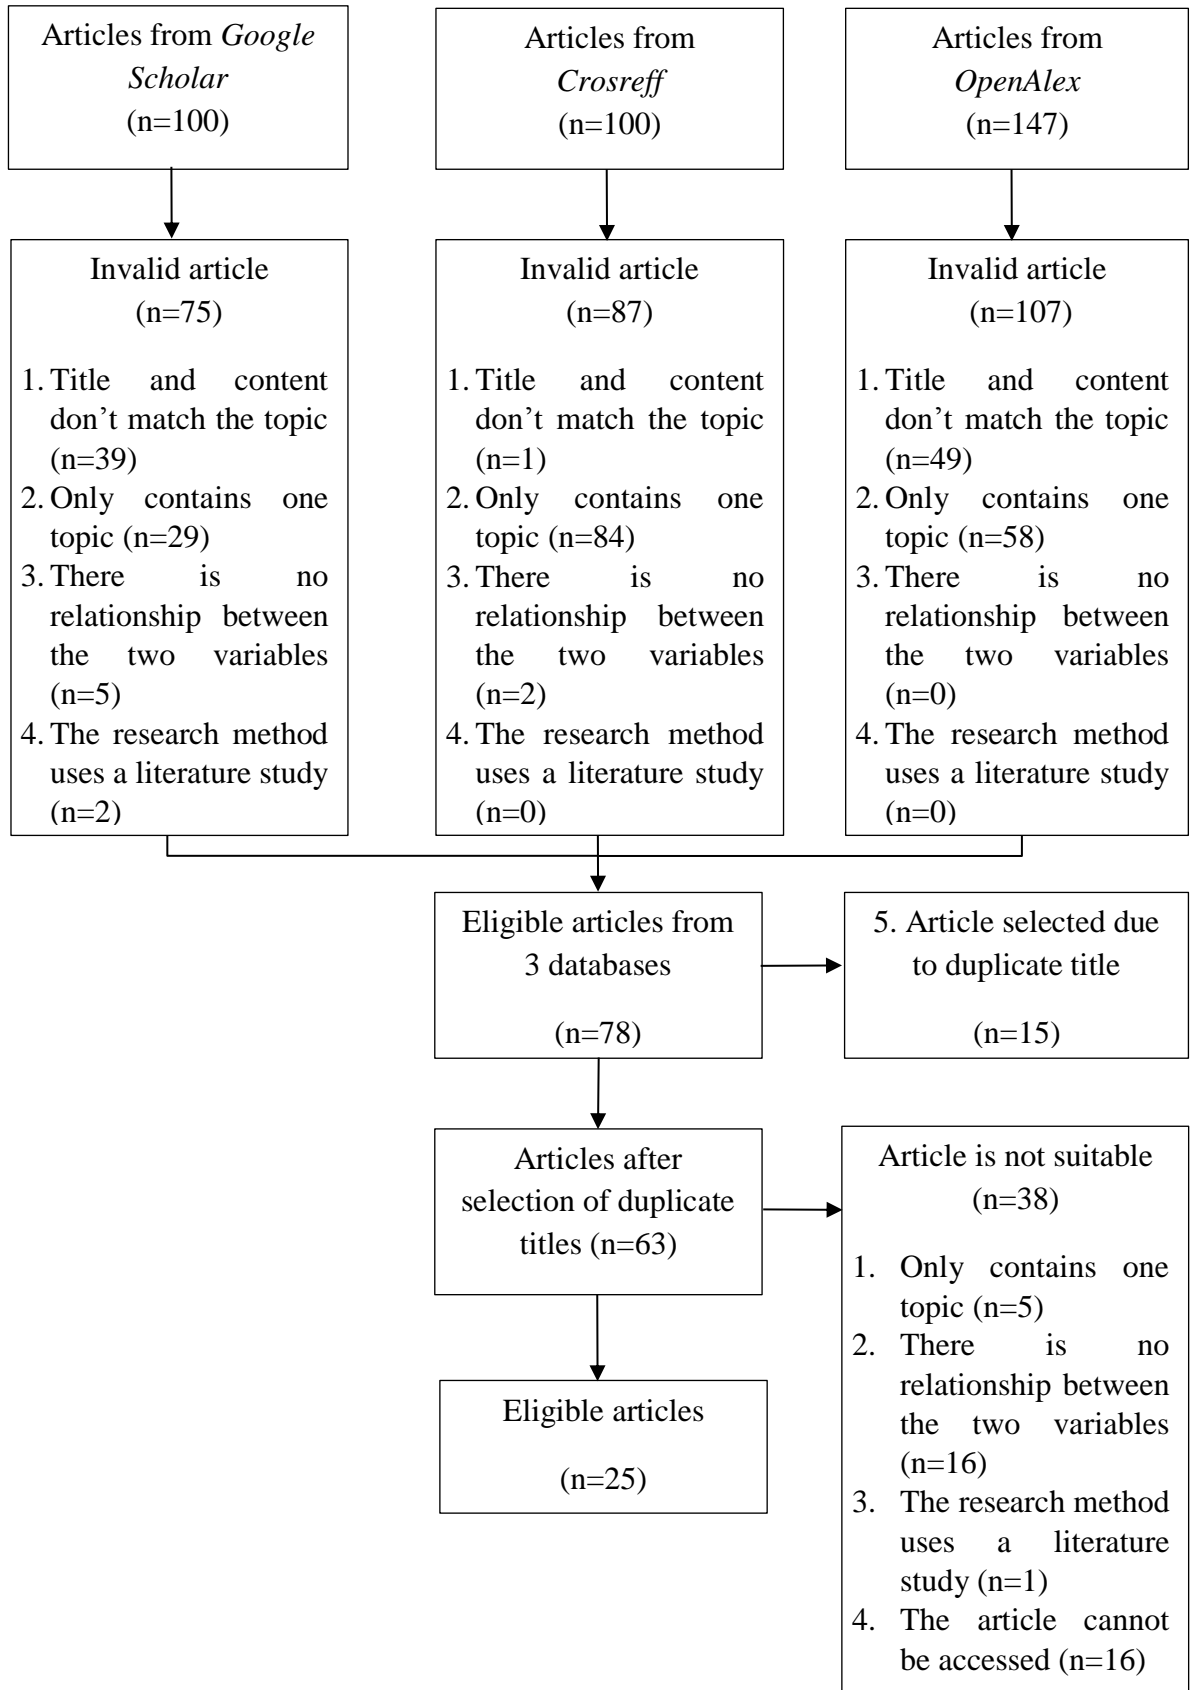 Articles from Google
Scholar
(n=100)
Articles from
Crosreff
(n=100)
Articles from
OpenAlex
(n=147)
Invalid article
(n=75)
1. Title and content
don’t match the topic
(n=39)
2. Only contains one
topic (n=29)
3. There is no
relationship between
the two variables
(n=5)
4. The research method
uses a literature study
(n=2)
Invalid article
(n=87)
1. Title and content
don’t match the topic
(n=1)
2. Only contains one
topic (n=84)
3. There is no
relationship between
the two variables
(n=2)
4. The research method
uses a literature study
(n=0)
Invalid article
(n=107)
1. Title and content
don’t match the topic
(n=49)
2. Only contains one
topic (n=58)
3. There is no
relationship between
the two variables
(n=0)
4. The research method
uses a literature study
(n=0)
Eligible articles from
3 databases
(n=78)
5. Article selected due
to duplicate title
(n=15)
Articles after
selection of duplicate
titles (n=63)
Article is not suitable
(n=38)
1. Only contains one
topic (n=5)
2. There is no
relationship between
the two variables
(n=16)
3. The research method
uses a literature
study (n=1)
4. The article cannot
be accessed (n=16)
Eligible articles
(n=25)